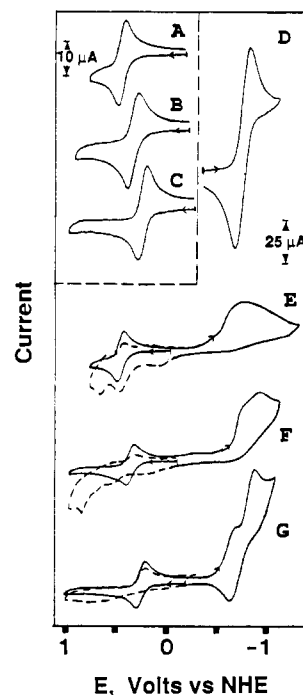 A
10 μA
D
B
C
25 μA
Current
E
F
G
1 0 -1
E, Volts vs NHE